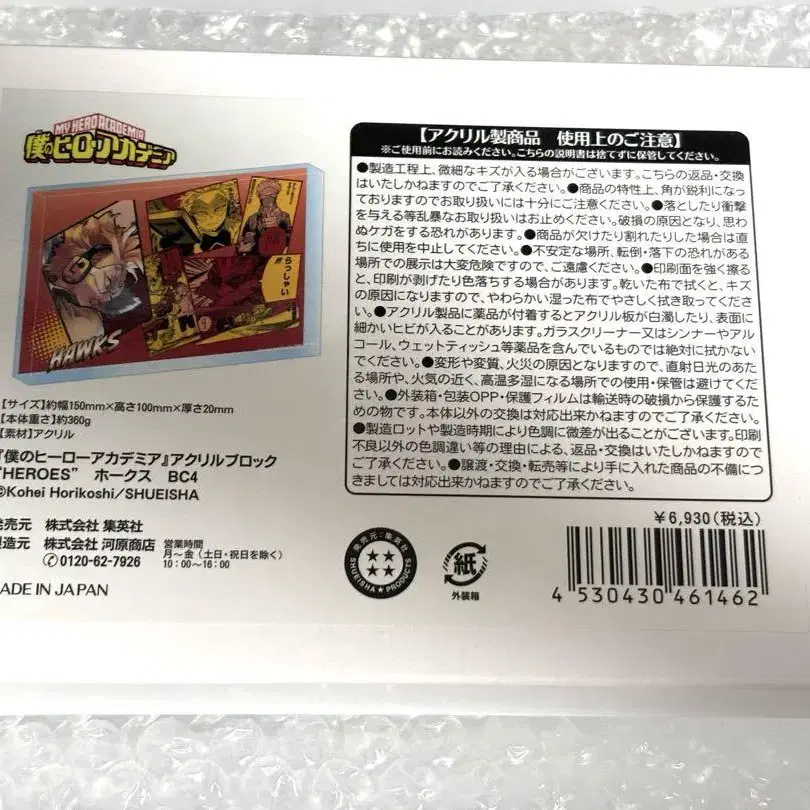 MY HERO ACADEMIA
僕のヒーローアカデミア
らっしゃい
HAWKS
【サイズ】約幅150mm×高さ100mm×厚さ20mm
【本体重さ】約360g
【素材】アクリル
『僕のヒーローアカデミア』アクリルブロック
"HEROES" ホークス BC4
©Kohei Horikoshi/SHUEISHA
発売元 株式会社 集英社
製造元 株式会社 河原商店
✆0120-62-7926
営業時間
月〜金(土日・祝日を除く)
10:00〜16:00
MADE IN JAPAN
【アクリル製商品 使用上のご注意】
※ご使用前にお読みください。こちらの説明書は捨てずに保管してください。
●製造工程上、微細なキズが入る場合がございます。こちらの返品・交換
はいたしかねますのでご了承ください。●商品の特性上、角が鋭利になっ
ておりますのでお取り扱いには十分にご注意ください。●落としたり衝撃
を与える等乱暴なお取り扱いはお止めください。破損の原因となり、思わ
ぬケガをする恐れがあります。●商品が欠けたり割れたりした場合は直
ちに使用を中止してください。●不安定な場所、転倒・落下の恐れがある
場所での展示は大変危険ですので、ご遠慮ください。●印刷面を強く擦る
と、印刷が剥げたり色落ちする場合があります。乾いた布で拭くと、キズ
の原因になりますので、やわらかい湿った布でやさしく拭き取ってくださ
い。●アクリル製品に薬品が付着するとアクリル板が白濁したり、表面に
細かいヒビが入ることがあります。ガラスクリーナー又はシンナーやアル
コール、ウェットティッシュ等薬品を含んでいるものでは絶対に拭かない
でください。●変形や変質、火災の原因となりますので、直射日光のあた
る場所や、火気の近く、高温多湿になる場所での使用・保管は避けてくだ
さい。●外装箱・包装OPP・保護フィルムは輸送時の破損から保護するた
めの物です。本体以外の交換は対応出来かねますのでご了承ください。
●製造ロットや製造時期により色調に微差が出ることがございます。印刷
不良以外の色調違い等の理由による、返品・交換はいたしかねますので
ご了承ください。●譲渡・交換・転売等により手に入れた商品の不備につ
きましては対応出来かねますのでご了承ください。
¥6,930(税込)
発売元:集英社
SHUEISHA★PRODUCTS
紙
外装箱
4 530430 461462